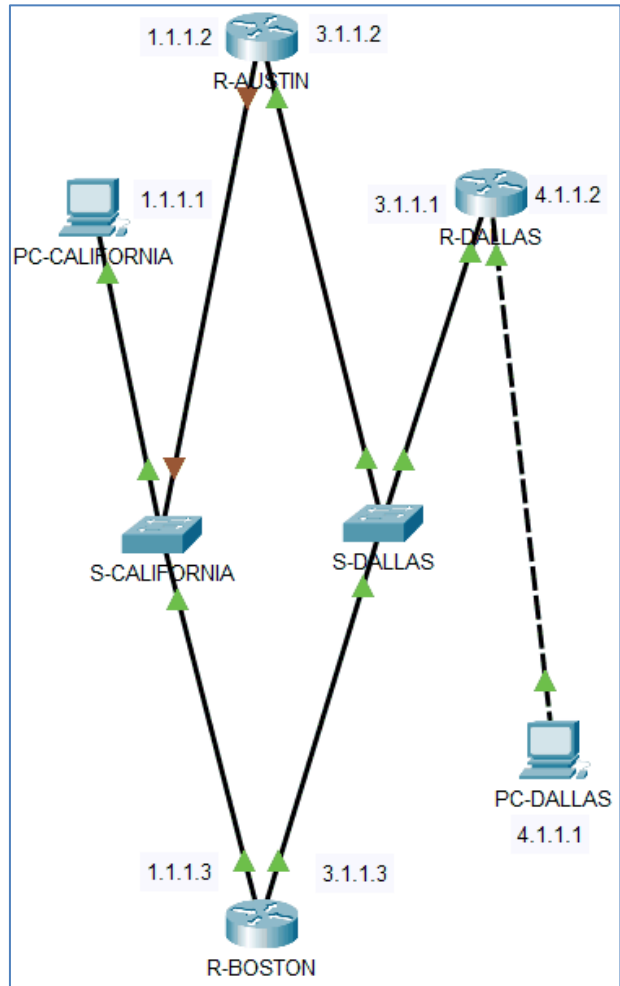 1.1.1.2
3.1.1.2
R-AUSTIN
1.1.1.1
PC-CALIFORNIA
3.1.1.1
4.1.1.2
R-DALLAS
S-CALIFORNIA
S-DALLAS
PC-DALLAS
4.1.1.1
1.1.1.3
3.1.1.3
R-BOSTON